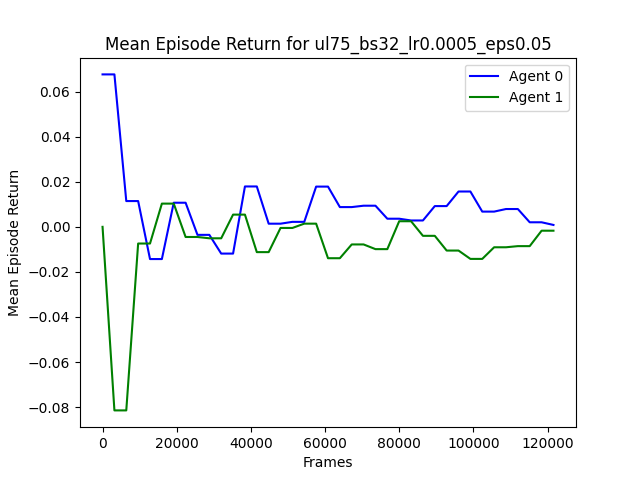 Mean Episode Return for ul75_bs32_lr0.0005_eps0.05
Agent 0
Agent 1
0.06
0.04
0.02
0.00
−0.02
−0.04
−0.06
−0.08
Mean Episode Return
0 20000 40000 60000 80000 100000 120000
Frames